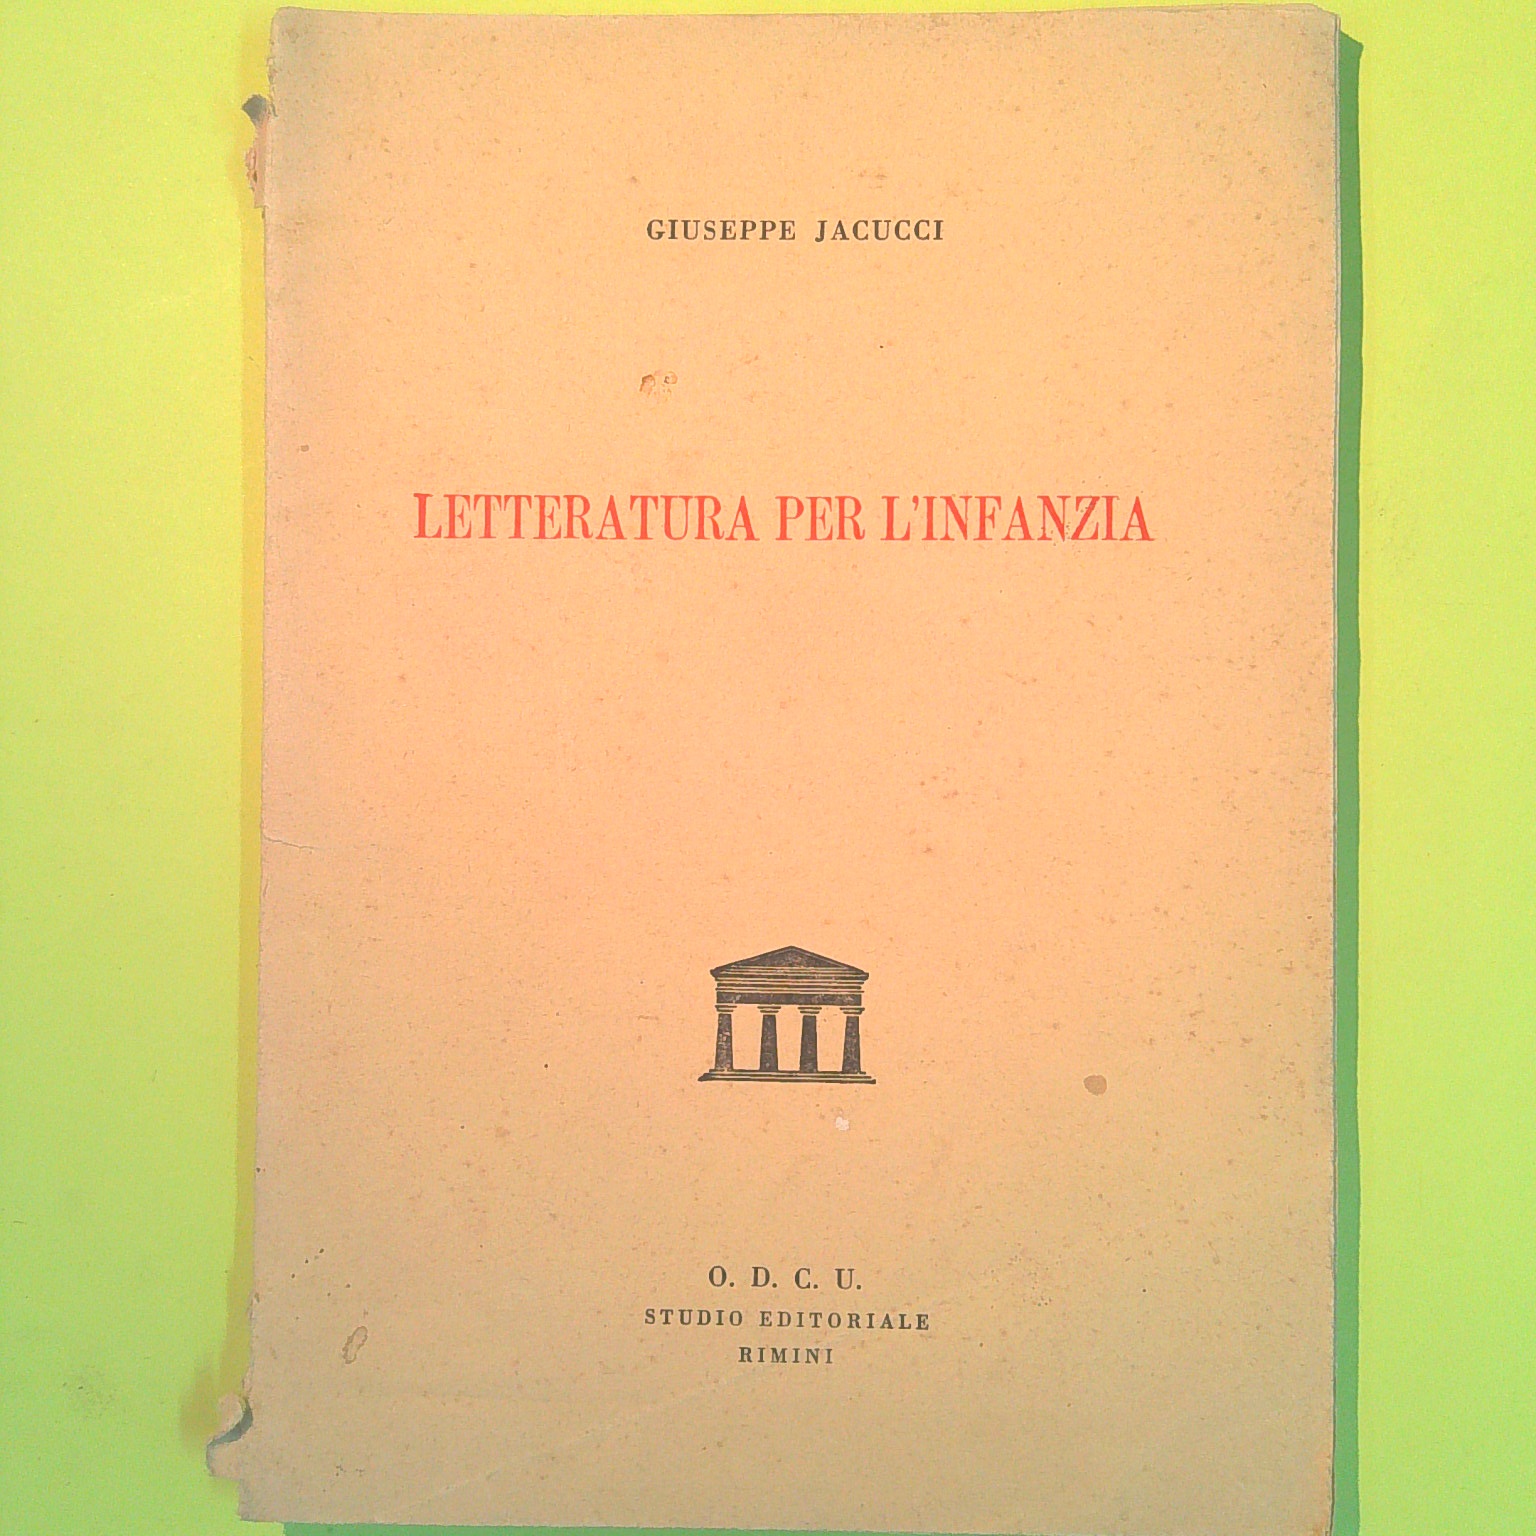 GIUSEPPE JACUCCI
LETTERATURA PER L'INFANZIA
O. D. C. U.
STUDIO EDITORIALE
RIMINI